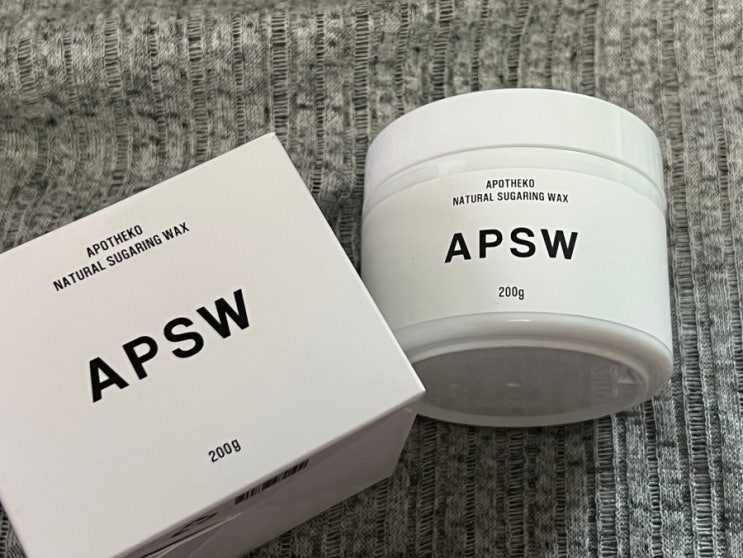 APOTHEKO
NATURAL SUGARING WAX
APSW
200g
APOTHEKO
NATURAL SUGARING WAX
APSW
200g